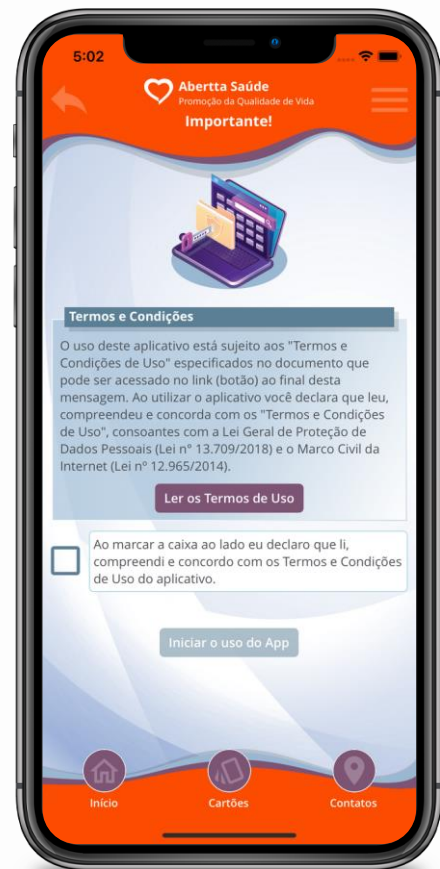 5:02
Abertta Saúde
Promoção da Qualidade de Vida
Importante!
Termos e Condições
O uso deste aplicativo está sujeito aos "Termos e
Condições de Uso" especificados no documento que
pode ser acessado no link (botão) ao final desta
mensagem. Ao utilizar o aplicativo você declara que leu,
compreendeu e concorda com os "Termos e Condições
de Uso", consoantes com a Lei Geral de Proteção de
Dados Pessoais (Lei n° 13.709/2018) e o Marco Civil da
Internet (Lei nº 12.965/2014).
Ler os Termos de Uso
Ao marcar a caixa ao lado eu declaro que li,
compreendi e concordo com os Termos e Condições
de Uso do aplicativo.
Iniciar o uso do App
Início
Cartões
Contatos